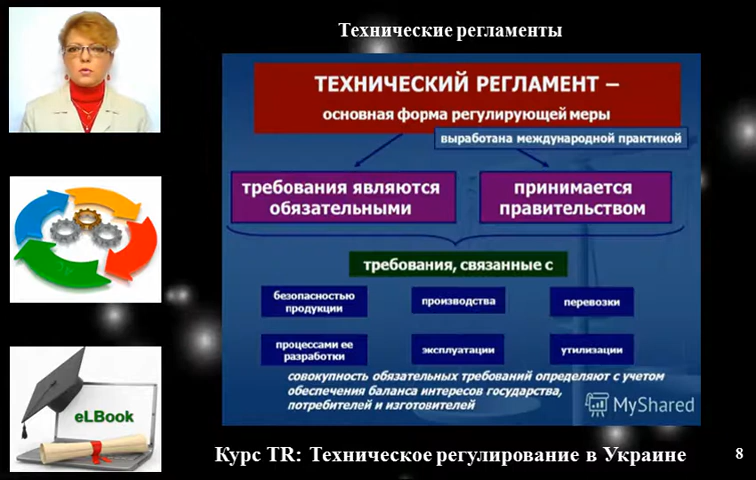 Технические регламенты
ТЕХНИЧЕСКИЙ РЕГЛАМЕНТ –
основная форма регулирующей меры
выработана международной практикой
требования являются
обязательными
принимается
правительством
требования, связанные с
безопасностью
продукции
производства
перевозки
процессами ее
разработки
эксплуатации
утилизации
совокупность обязательных требований определяют с учетом
обеспечения баланса интересов государства,
потребителей и изготовителей
MyShared
eLBook
Курс TR: Техническое регулирование в Украине
8